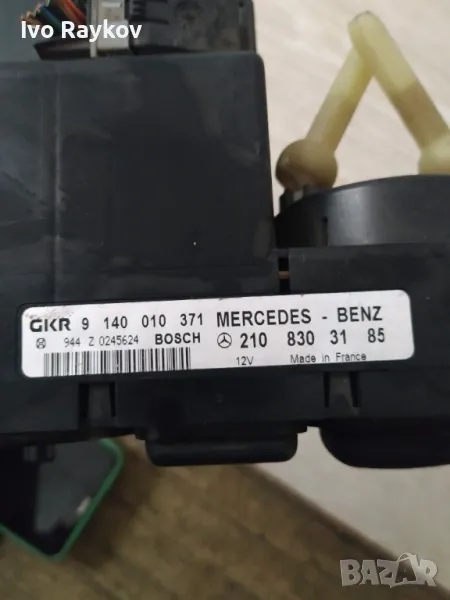 Ivo Raykov
GKR 9 140 010 371 MERCEDES - BENZ
944 Z 0245624 BOSCH 210 830 31 85
12V Made in France
BAZAR